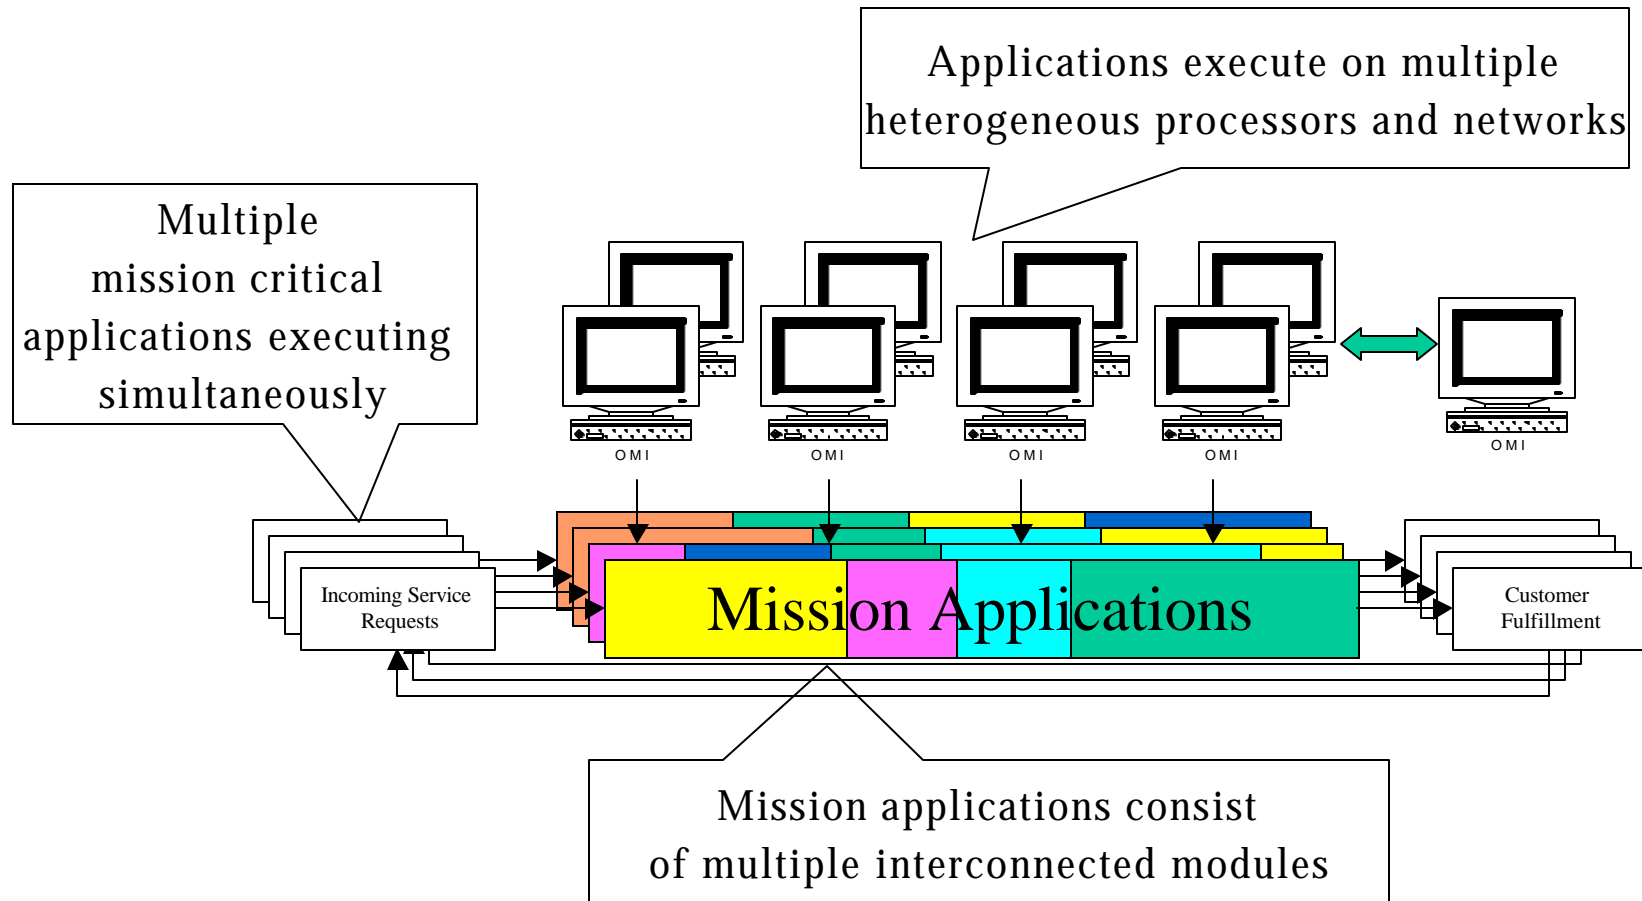 Applications execute on multiple
heterogeneous processors and networks
Multiple
mission critical
applications executing
simultaneously
OMI
OMI
OMI
OMI
OMI
Incoming Service
Requests
Mission Applications
Customer
Fulfillment
Mission applications consist
of multiple interconnected modules